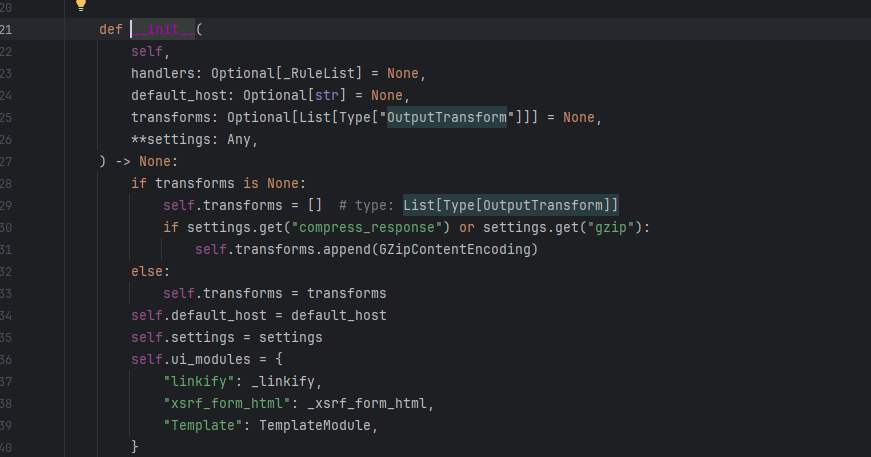 20
21 def __init__(
22 self,
23 handlers: Optional[_RuleList] = None,
24 default_host: Optional[str] = None,
25 transforms: Optional[List[Type["OutputTransform"]]] = None,
26 **settings: Any,
27 ) -> None:
28 if transforms is None:
29 self.transforms = []  # type: List[Type[OutputTransform]]
30 if settings.get("compress_response") or settings.get("gzip"):
31 self.transforms.append(GZipContentEncoding)
32 else:
33 self.transforms = transforms
34 self.default_host = default_host
35 self.settings = settings
36 self.ui_modules = {
37 "linkify": _linkify,
38 "xsrf_form_html": _xsrf_form_html,
39 "Template": TemplateModule,
40 }